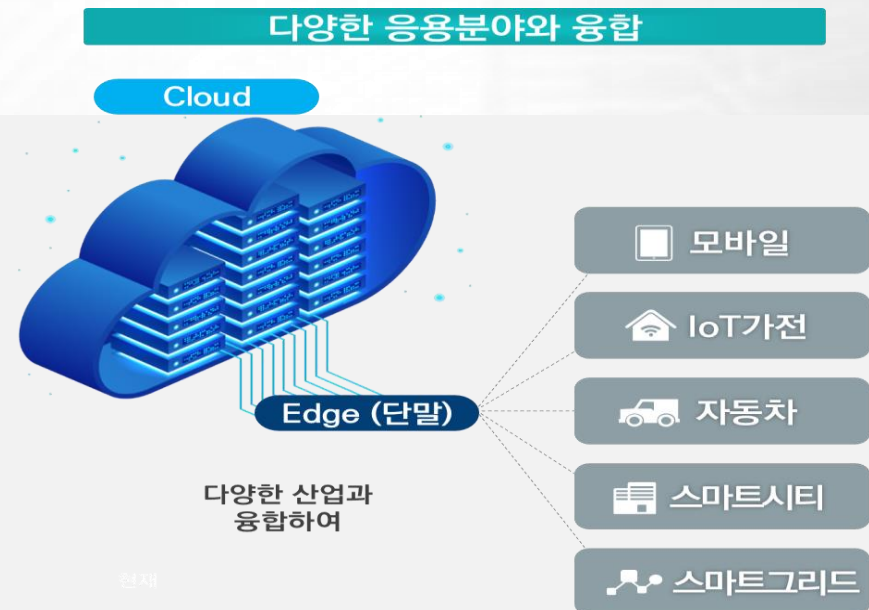 다양한 응용분야와 융합
Cloud
모바일
IoT가전
자동차
Edge (단말)
스마트시티
다양한 산업과
융합하여
스마트그리드
현재